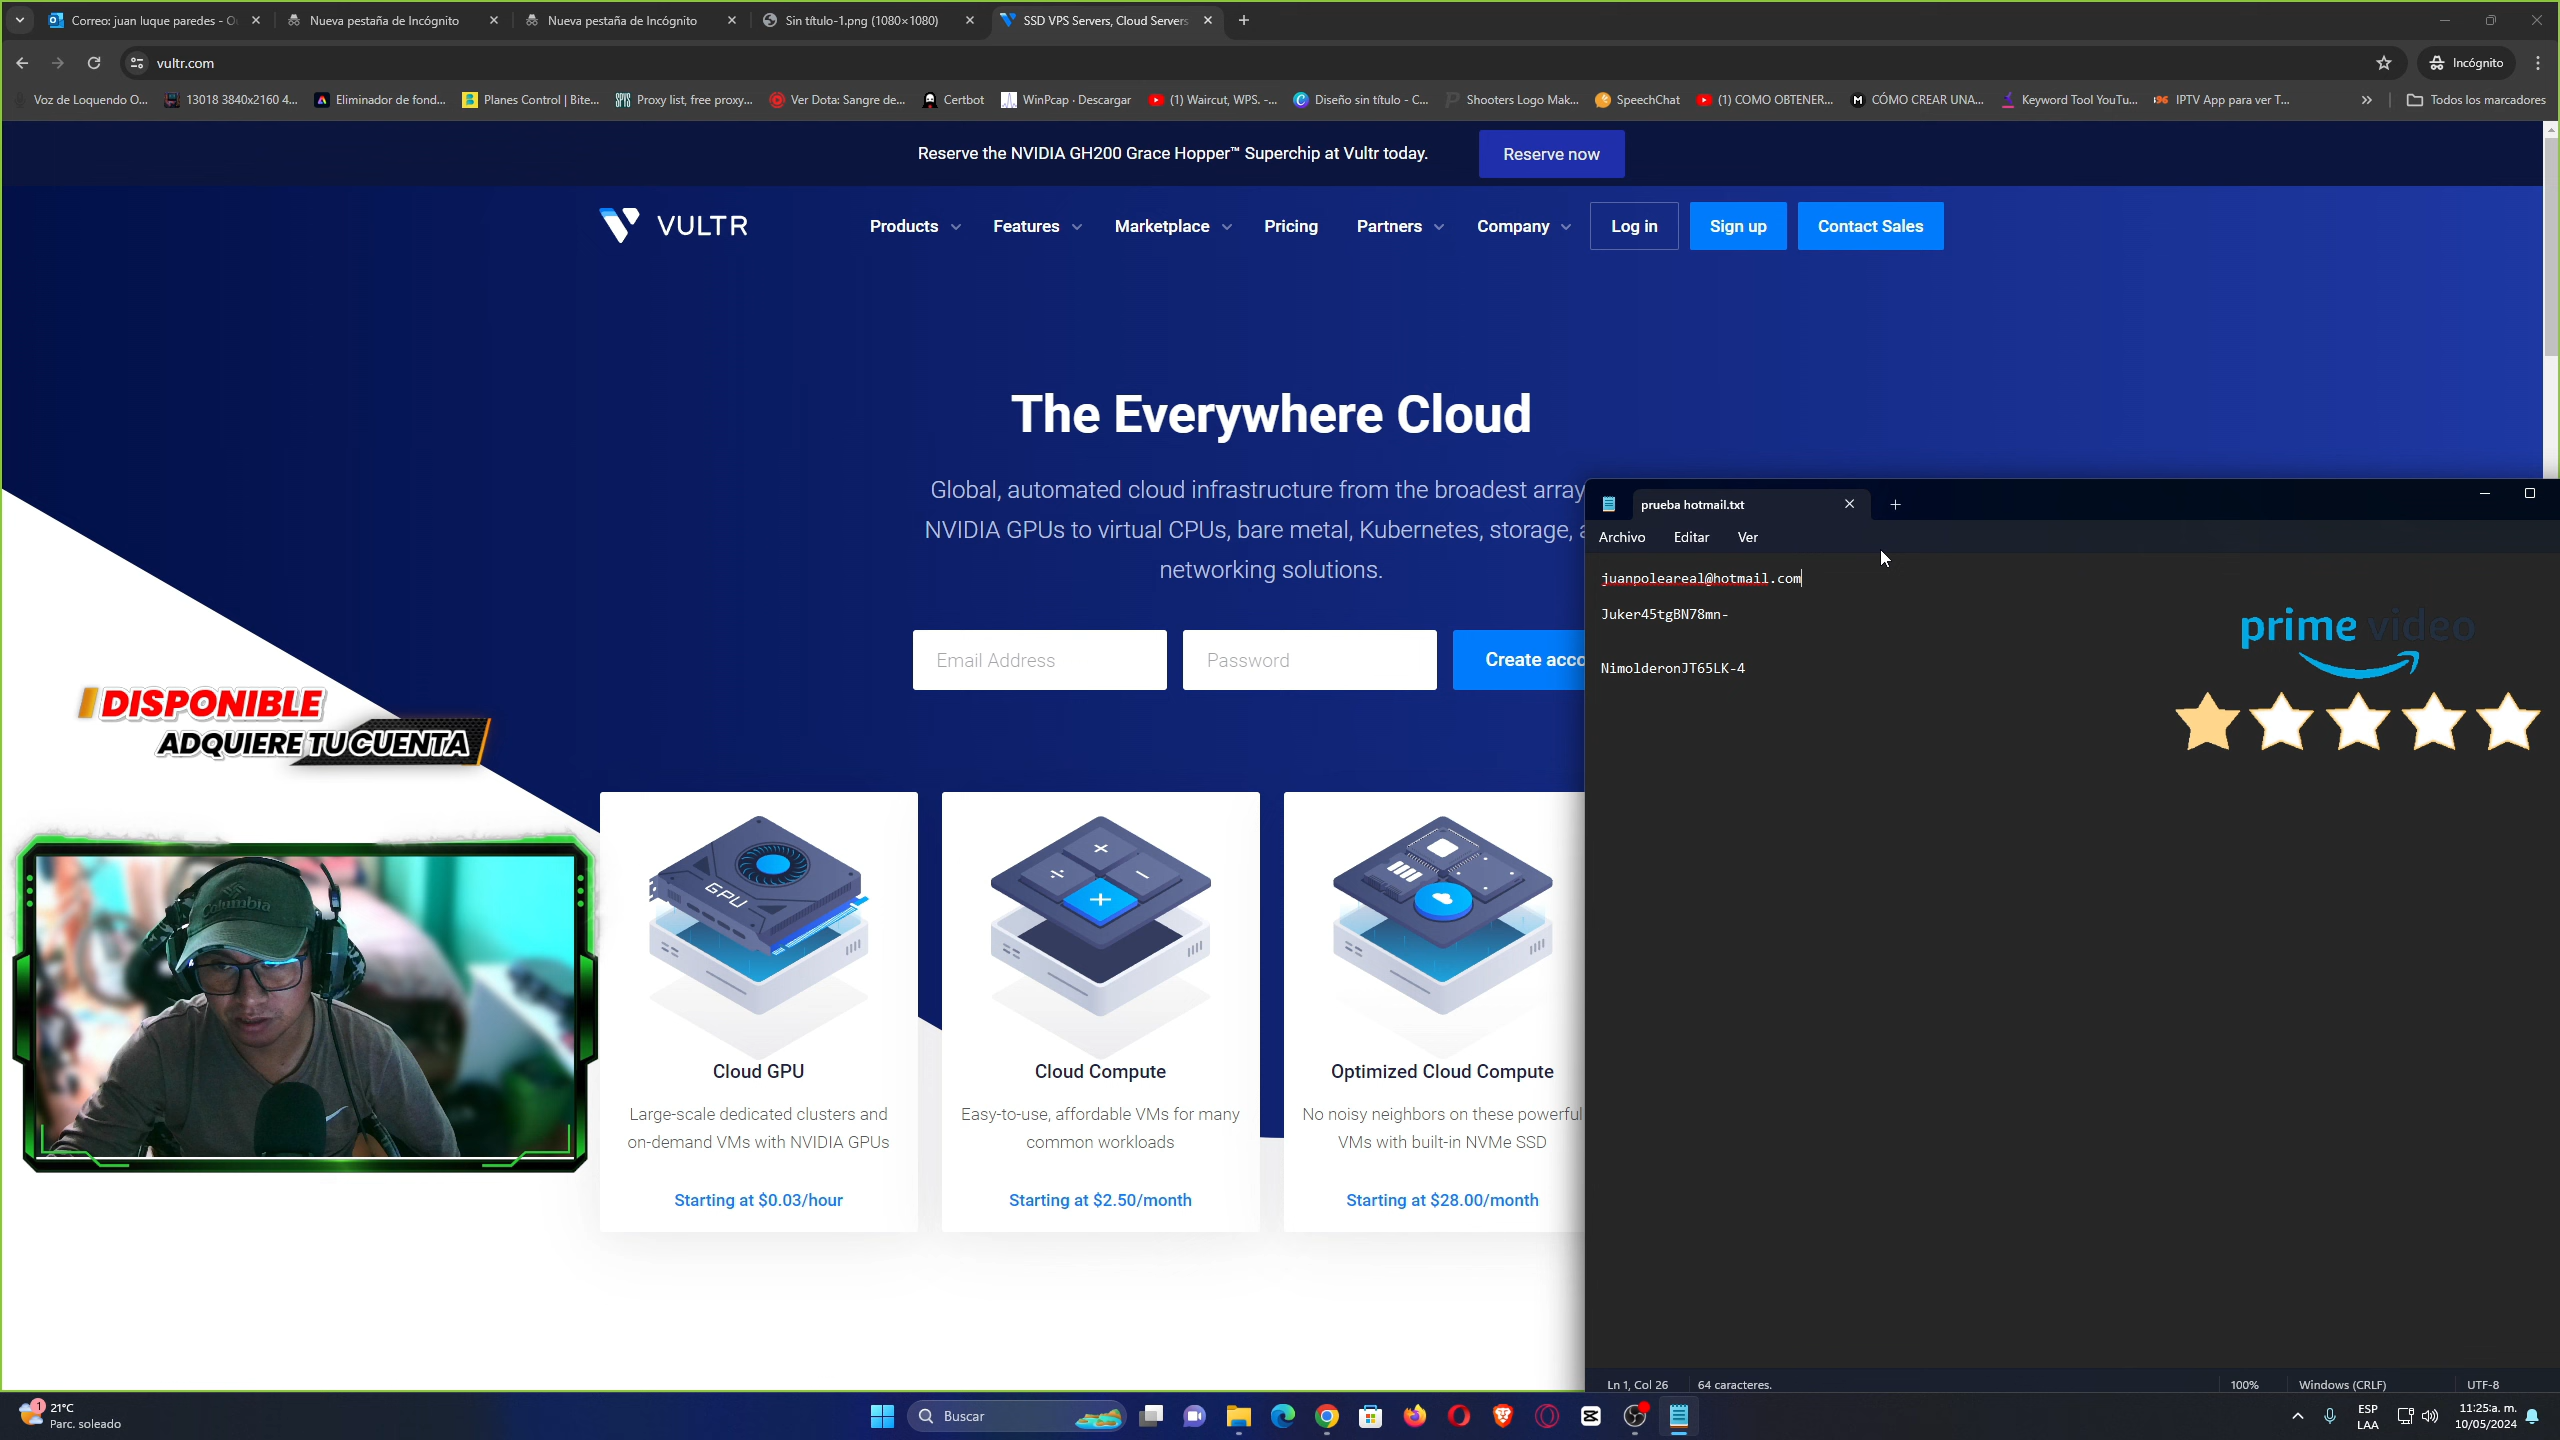 Correo: juan luque paredes - O
Nueva pestaña de Incógnito
Nueva pestaña de Incógnito
Sin título-1.png (1080×1080)
SSD VPS Servers, Cloud Servers
vultr.com
Incógnito
Voz de Loquendo O...
13018 3840x2160 4...
Eliminador de fond...
Planes Control | Bite...
Proxy list, free proxy...
Ver Dota: Sangre de...
Certbot
WinPcap · Descargar
(1) Waircut, WPS. -...
Diseño sin título - C...
Shooters Logo Mak...
SpeechChat
(1) COMO OBTENER...
CÓMO CREAR UNA...
Keyword Tool YouTu...
IPTV App para ver T...
Todos los marcadores
Reserve the NVIDIA GH200 Grace Hopper™ Superchip at Vultr today.
Reserve now
VULTR
Products
Features
Marketplace
Pricing
Partners
Company
Log in
Sign up
Contact Sales
The Everywhere Cloud
Global, automated cloud infrastructure from the broadest array
NVIDIA GPUs to virtual CPUs, bare metal, Kubernetes, storage,
networking solutions.
Email Address
Password
Create acco
prueba hotmail.txt
Archivo
Editar
Ver
juanpoleareal@hotmail.com
Juker45tgBN78mn-
NimolderonJT65LK-4
prime video
DISPONIBLE
ADQUIERE TU CUENTA
Columbia
GPU
Cloud GPU
Large-scale dedicated clusters and
on-demand VMs with NVIDIA GPUs
Starting at $0.03/hour
Cloud Compute
Easy-to-use, affordable VMs for many
common workloads
Starting at $2.50/month
Optimized Cloud Compute
No noisy neighbors on these powerful
VMs with built-in NVMe SSD
Starting at $28.00/month
Ln 1, Col 26
64 caracteres.
100%
Windows (CRLF)
UTF-8
1
21°C
Parc. soleado
Buscar
ESP
LAA
11:25:a. m.
10/05/2024